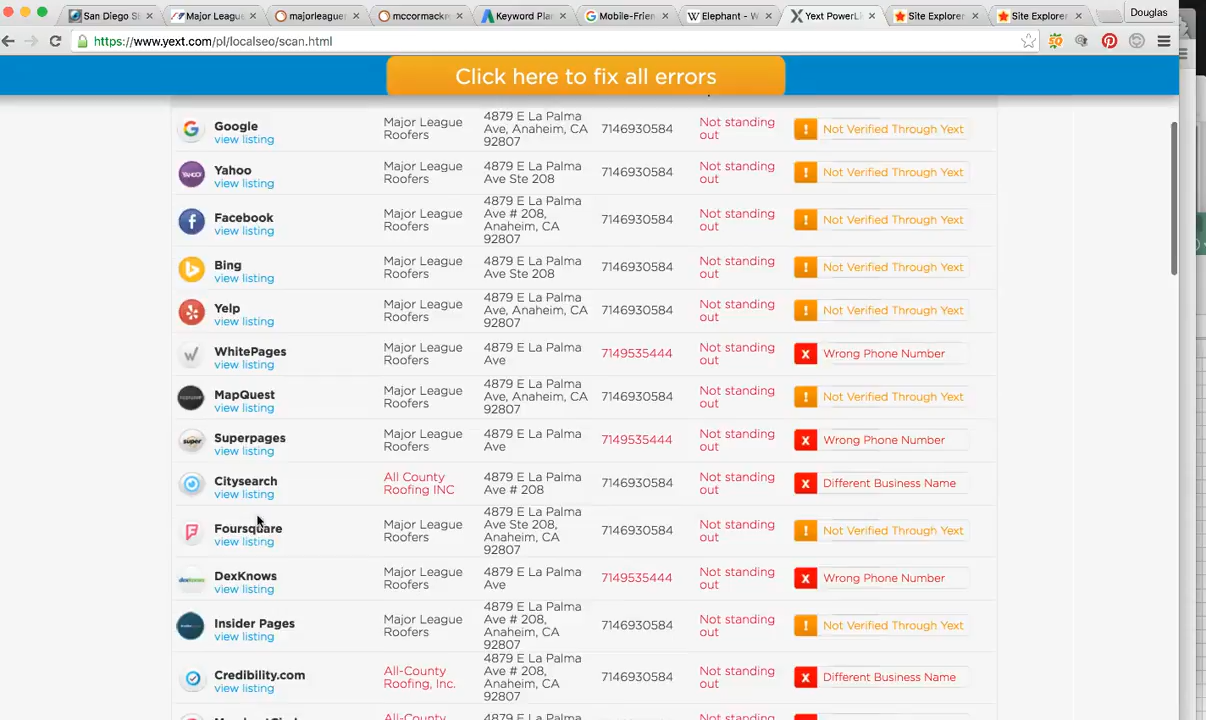 San Diego S
Major Leagu
majorleaguer
mccormackr
Keyword Plan
Mobile-Frien
Elephant - W
Yext PowerLi
Site Explorer
Site Explorer
Douglas
https://www.yext.com/pl/localseo/scan.html
Click here to fix all errors
Google
view listing
Major League
Roofers
4879 E La Palma
Ave, Anaheim, CA
92807
7146930584
Not standing
out
Not Verified Through Yext
Yahoo
view listing
Major League
Roofers
4879 E La Palma
Ave Ste 208
7146930584
Not standing
out
Not Verified Through Yext
Facebook
view listing
Major League
Roofers
4879 E La Palma
Ave # 208,
Anaheim, CA
92807
7146930584
Not standing
out
Not Verified Through Yext
Bing
view listing
Major League
Roofers
4879 E La Palma
Ave Ste 208
7146930584
Not standing
out
Not Verified Through Yext
Yelp
view listing
Major League
Roofers
4879 E La Palma
Ave, Anaheim, CA
92807
7146930584
Not standing
out
Not Verified Through Yext
WhitePages
view listing
Major League
Roofers
4879 E La Palma
Ave
7149535444
Not standing
out
Wrong Phone Number
MapQuest
view listing
Major League
Roofers
4879 E La Palma
Ave, Anaheim, CA
92807
7146930584
Not standing
out
Not Verified Through Yext
Superpages
view listing
Major League
Roofers
4879 E La Palma
Ave
7149535444
Not standing
out
Wrong Phone Number
Citysearch
view listing
All County
Roofing INC
4879 E La Palma
Ave # 208
7146930584
Not standing
out
Different Business Name
Foursquare
view listing
Major League
Roofers
4879 E La Palma
Ave Ste 208,
Anaheim, CA
92807
7146930584
Not standing
out
Not Verified Through Yext
DexKnows
view listing
Major League
Roofers
4879 E La Palma
Ave
7149535444
Not standing
out
Wrong Phone Number
Insider Pages
view listing
Major League
Roofers
4879 E La Palma
Ave # 208,
Anaheim, CA
92807
7146930584
Not standing
out
Not Verified Through Yext
Credibility.com
view listing
All-County
Roofing, Inc.
4879 E La Palma
Ave # 208,
Anaheim, CA
92807
7146930584
Not standing
out
Different Business Name
All-County
4879 E La Palma